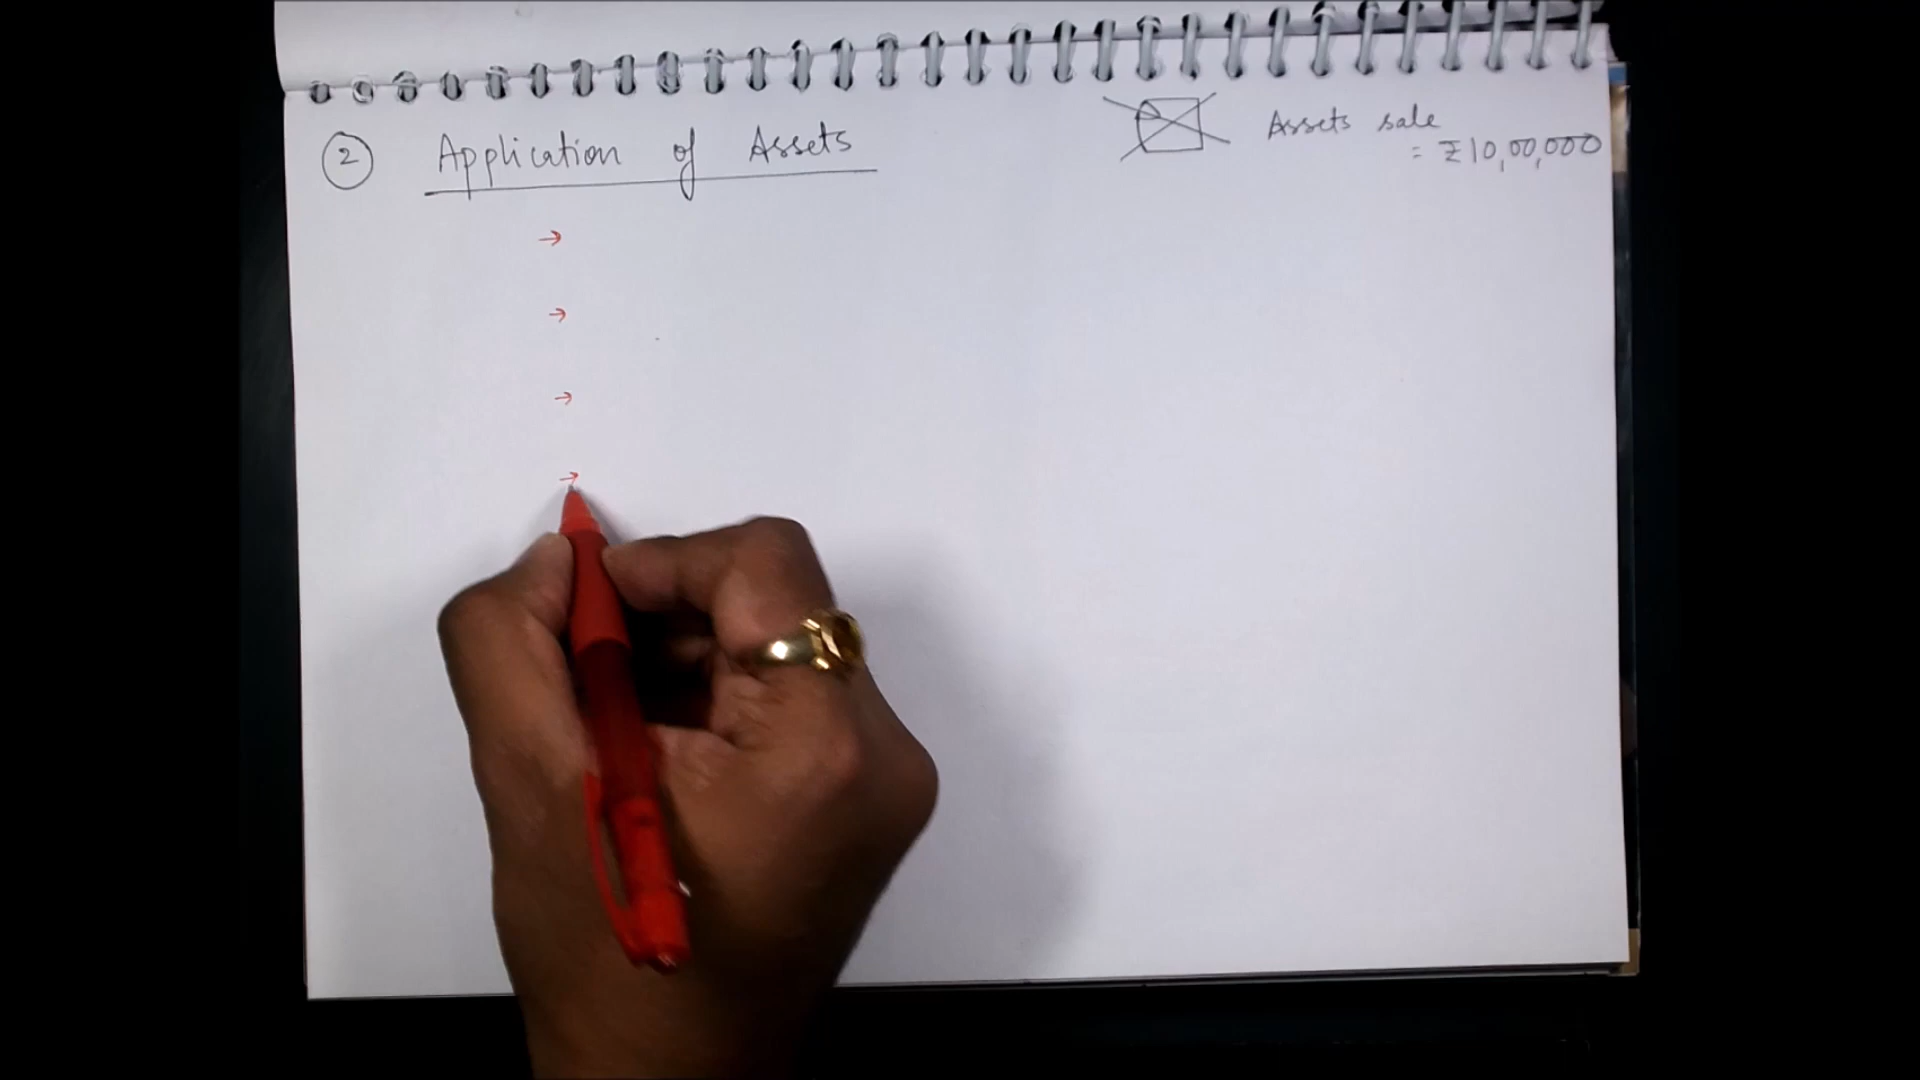 ② Application of Assets
Assets sale
= ₹10,00,000
→
→
→
→